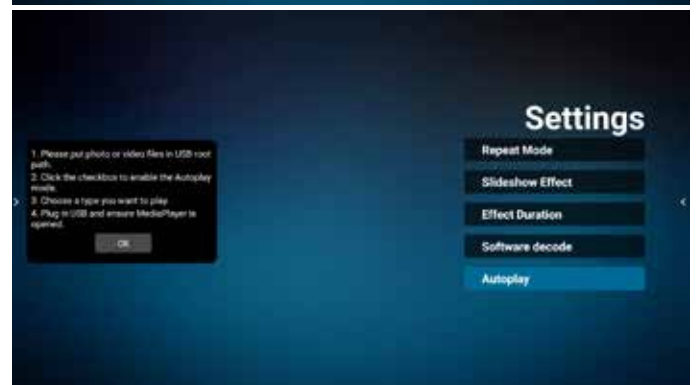 Settings
1. Please put photo or video files in USB root
path.
2. Click the checkbox to enable the Autoplay
mode.
3. Choose a type you want to play.
4. Plug in USB and ensure MediaPlayer is
opened.
OK
Repeat Mode
Slideshow Effect
Effect Duration
Software decode
Autoplay